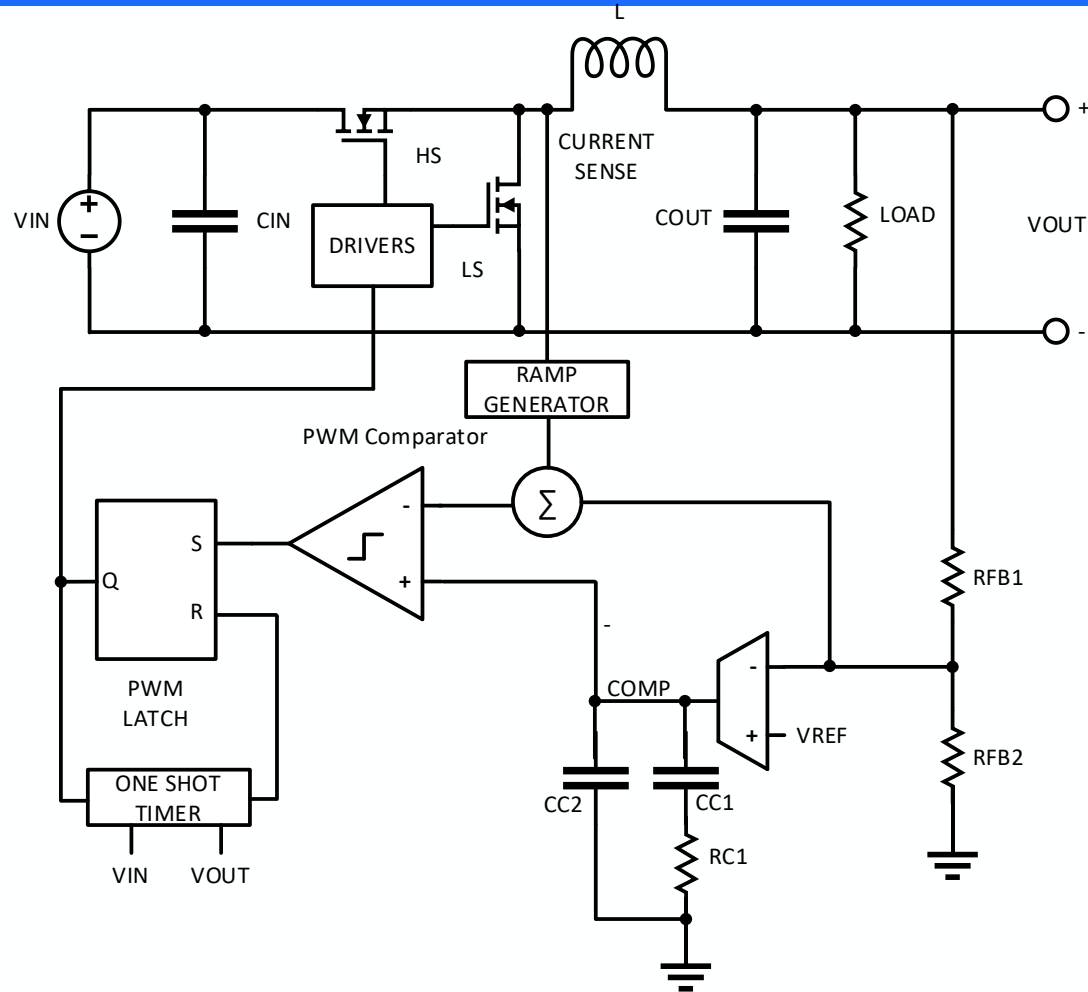 L
+
HS
CURRENT
SENSE
VIN
+
−
CIN
DRIVERS
COUT
LOAD
VOUT
LS
-
RAMP
GENERATOR
PWM Comparator
-
Σ
S
+
Q
R
RFB1
-
PWM
LATCH
COMP
-
+
VREF
RFB2
ONE SHOT
TIMER
CC2
CC1
RC1
VIN
VOUT